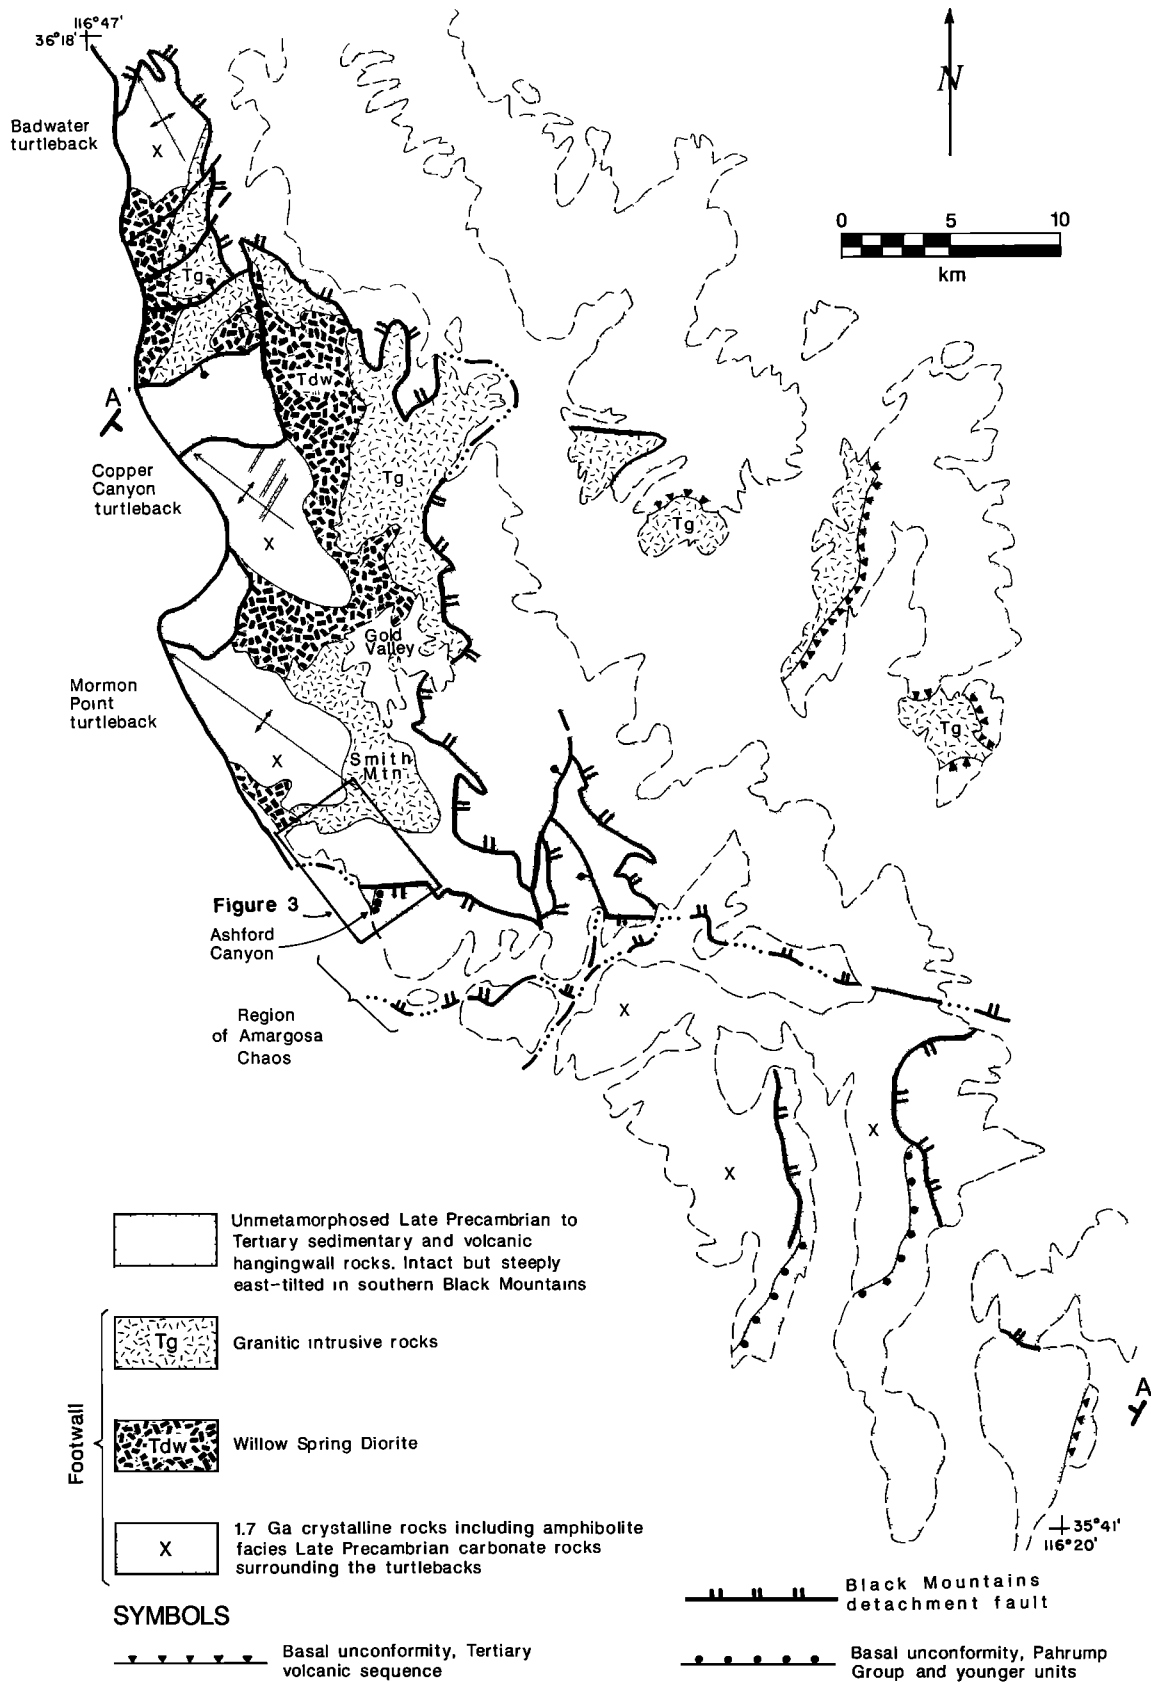 116°47'
36°18'
N
Badwater
turtleback
X
0 5 10
km
Tg
Tdw
A'
Copper
Canyon
turtleback
Tg
X
Tg
Gold
Valley
Mormon
Point
turtleback
X
Smith
Mtn
Tg
Figure 3
Ashford
Canyon
Region
of Amargosa
Chaos
X
X
X
A
35°41'
116°20'
Unmetamorphosed Late Precambrian to
Tertiary sedimentary and volcanic
hangingwall rocks. Intact but steeply
east-tilted in southern Black Mountains
Footwall
Tg
Granitic intrusive rocks
Tdw
Willow Spring Diorite
X
1.7 Ga crystalline rocks including amphibolite
facies Late Precambrian carbonate rocks
surrounding the turtlebacks
SYMBOLS
Black Mountains
detachment fault
Basal unconformity, Tertiary
volcanic sequence
Basal unconformity, Pahrump
Group and younger units